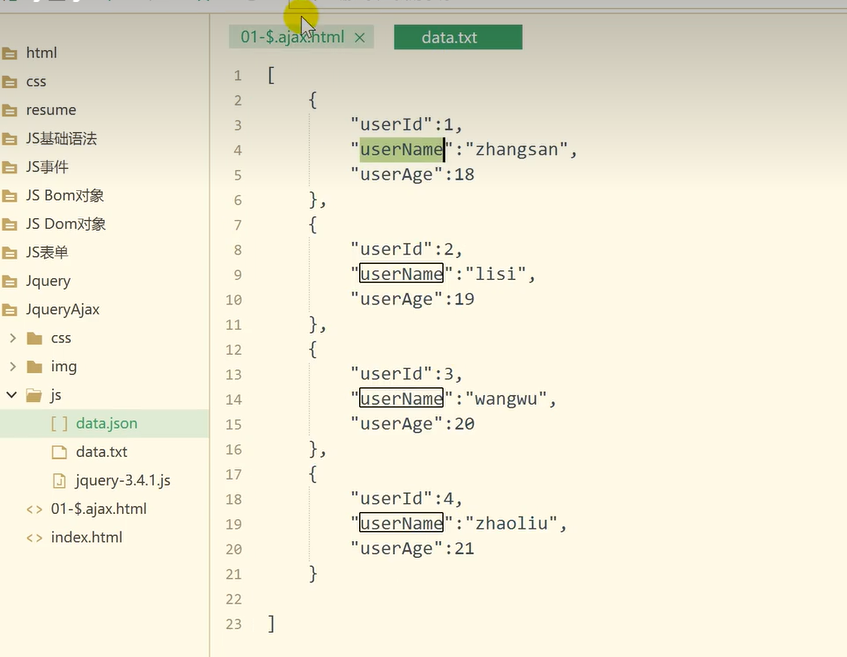 01-$.ajax.html ×
data.txt
html
css
resume
JS基础语法
JS事件
JS Bom对象
JS Dom对象
JS表单
Jquery
JqueryAjax
css
img
js
[ ] data.json
data.txt
jquery-3.4.1.js
<> 01-$.ajax.html
<> index.html
1 [
2 {
3 "userId":1,
4 "userName":"zhangsan",
5 "userAge":18
6 },
7 {
8 "userId":2,
9 "userName":"lisi",
10 "userAge":19
11 },
12 {
13 "userId":3,
14 "userName":"wangwu",
15 "userAge":20
16 },
17 {
18 "userId":4,
19 "userName":"zhaoliu",
20 "userAge":21
21 }
22
23 ]